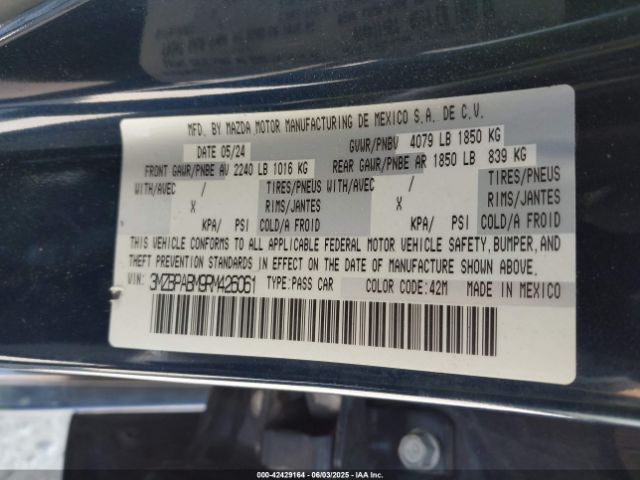 MFD. BY MAZDA MOTOR MANUFACTURING DE MEXICO S.A. DE C.V.
DATE 05/24 GVWR/PNBV 4079 LB 1850 KG
FRONT GAWR/PNBE AV 2240 LB 1016 KG REAR GAWR/PNBE AR 1850 LB 839 KG
WITH/AVEC / TIRES/PNEUS WITH/AVEC / TIRES/PNEUS
X RIMS/JANTES X RIMS/JANTES
KPA/ PSI COLD/A FROID KPA/ PSI COLD/A FROID
THIS VEHICLE CONFORMS TO ALL APPLICABLE FEDERAL MOTOR VEHICLE SAFETY, BUMPER, AND
THEFT PREVENTION STANDARDS IN EFFECT ON THE DATE OF MANUFACTURE SHOWN ABOVE.
VIN: 3MZBPABM9RM426061 TYPE:PASS CAR COLOR CODE:42M MADE IN MEXICO
000-42429164 | 06/03/2025 | IAA Inc.